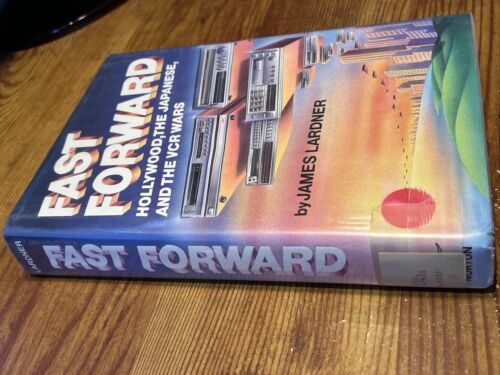 FAST
FORWARD
HOLLYWOOD, THE JAPANESE,
AND THE VCR WARS
by JAMES LARDNER
LARDNER
FAST FORWARD
NORTON